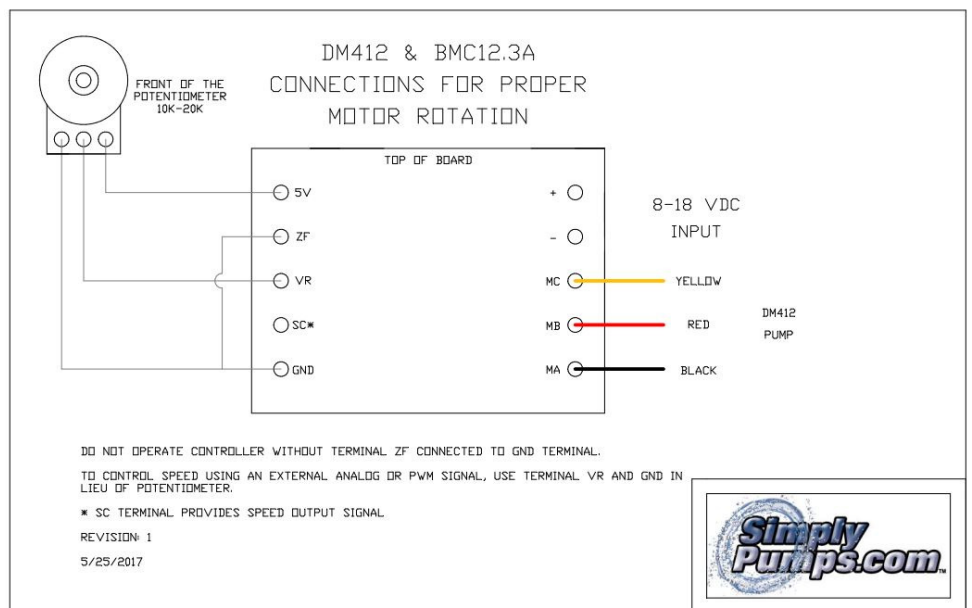 DM412 & BMC12.3A
CONNECTIONS FOR PROPER
MOTOR ROTATION
FRONT OF THE
POTENTIOMETER
10K-20K
TOP OF BOARD
5V
ZF
VR
SC*
GND
+
-
MC
MB
MA
8-18 VDC
INPUT
YELLOW
RED
BLACK
DM412
PUMP
DO NOT OPERATE CONTROLLER WITHOUT TERMINAL ZF CONNECTED TO GND TERMINAL.
TO CONTROL SPEED USING AN EXTERNAL ANALOG OR PWM SIGNAL, USE TERMINAL VR AND GND IN
LIEU OF POTENTIOMETER.
* SC TERMINAL PROVIDES SPEED OUTPUT SIGNAL
REVISION: 1
5/25/2017
Simply
Pumps.com™